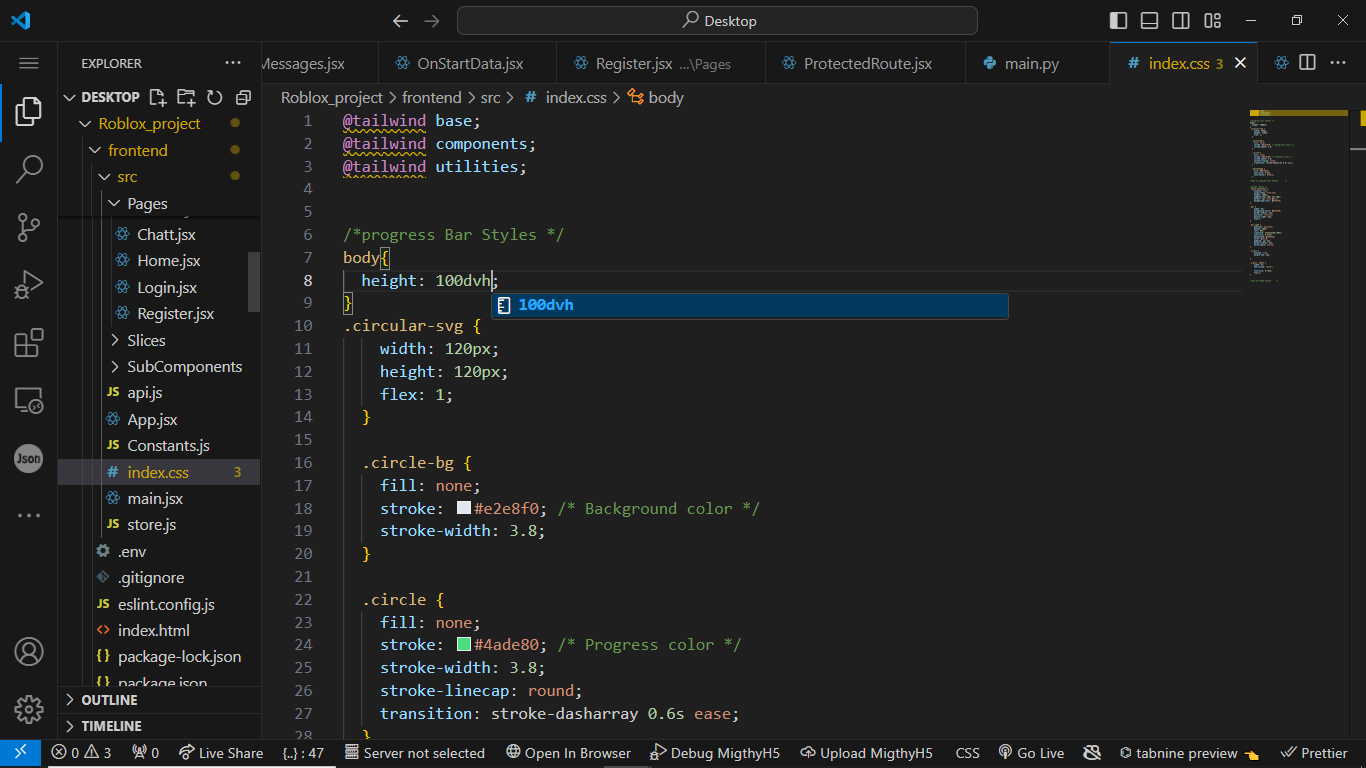 Desktop
EXPLORER
Messages.jsx
OnStartData.jsx
Register.jsx ...\Pages
ProtectedRoute.jsx
main.py
# index.css 3
DESKTOP
Roblox_project
frontend
src
Pages
Chatt.jsx
Home.jsx
Login.jsx
Register.jsx
Slices
SubComponents
JS api.js
App.jsx
JS Constants.js
# index.css 3
main.jsx
JS store.js
.env
.gitignore
JS eslint.config.js
<> index.html
{} package-lock.json
{} package.json
OUTLINE
TIMELINE
Json
Roblox_project > frontend > src > # index.css > body
1 @tailwind base;
2 @tailwind components;
3 @tailwind utilities;
4
5
6 /*progress Bar Styles */
7 body{
8 height: 100dvh;
100dvh
9 }
10 .circular-svg {
11 width: 120px;
12 height: 120px;
13 flex: 1;
14 }
15
16 .circle-bg {
17 fill: none;
18 stroke: #e2e8f0; /* Background color */
19 stroke-width: 3.8;
20 }
21
22 .circle {
23 fill: none;
24 stroke: #4ade80; /* Progress color */
25 stroke-width: 3.8;
26 stroke-linecap: round;
27 transition: stroke-dasharray 0.6s ease;
28 }
0 3 0 Live Share {..} : 47 Server not selected Open In Browser Debug MigthyH5 Upload MigthyH5 CSS Go Live tabnine preview Prettier